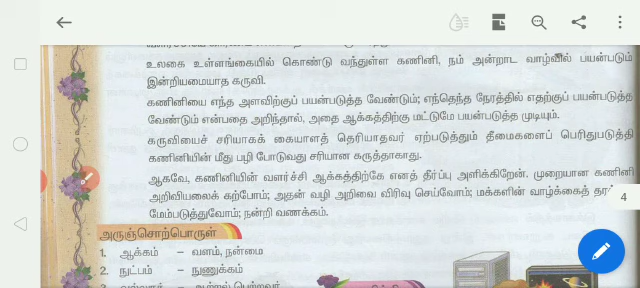 உலகை உள்ளங்கையில் கொண்டு வந்துள்ள கணினி, நம் அன்றாட வாழ்வில் பயன்படும்
இன்றியமையாத கருவி.
கணினியை எந்த அளவிற்குப் பயன்படுத்த வேண்டும்; எந்தெந்த நேரத்தில் எதற்குப் பயன்படுத்த
வேண்டும் என்பதை அறிந்தால், அதை ஆக்கத்திற்கு மட்டுமே பயன்படுத்த முடியும்.
கருவியைச் சரியாகக் கையாளத் தெரியாதவர் ஏற்படுத்தும் தீமைகளைப் பெரிதுபடுத்தி
கணினியின் மீது பழி போடுவது சரியான கருத்தாகாது.
ஆகவே, கணினியின் வளர்ச்சி ஆக்கத்திற்கே எனத் தீர்ப்பு அளிக்கிறேன். முறையான கணினி
அறிவியலைக் கற்போம்; அதன் வழி அறிவை விரிவு செய்வோம்; மக்களின் வாழ்க்கைத்
மேம்படுத்துவோம்; நன்றி வணக்கம்.
4
அருஞ்சொற்பொருள்
1. ஆக்கம் – வளம், நன்மை
2. நுட்பம் – நுணுக்கம்